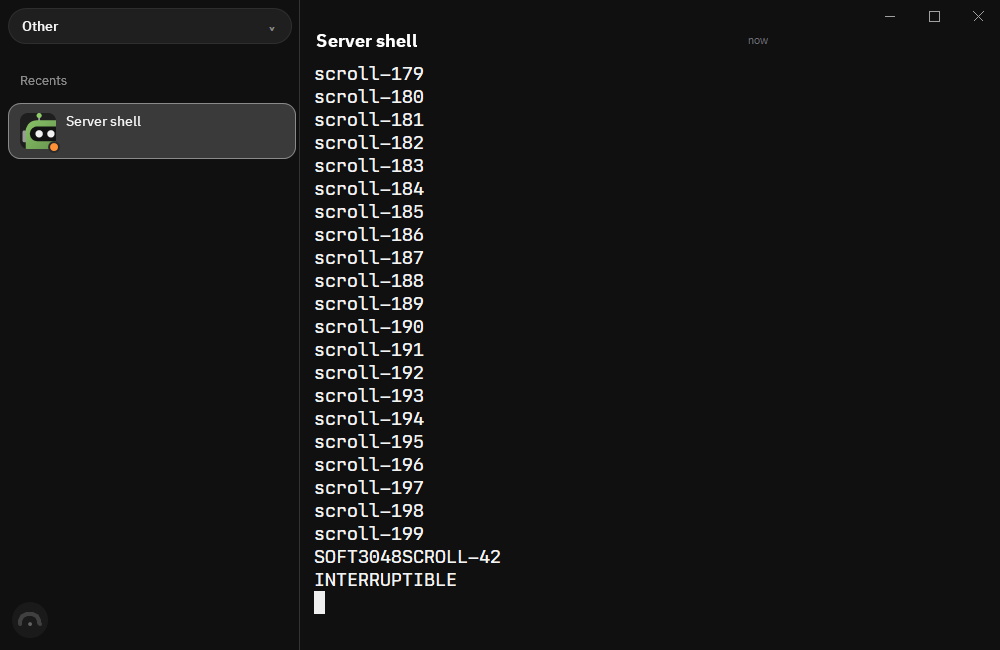 Other
Recents
Server shell
Server shell
now
scroll-179
scroll-180
scroll-181
scroll-182
scroll-183
scroll-184
scroll-185
scroll-186
scroll-187
scroll-188
scroll-189
scroll-190
scroll-191
scroll-192
scroll-193
scroll-194
scroll-195
scroll-196
scroll-197
scroll-198
scroll-199
SOFT3048SCROLL-42
INTERRUPTIBLE